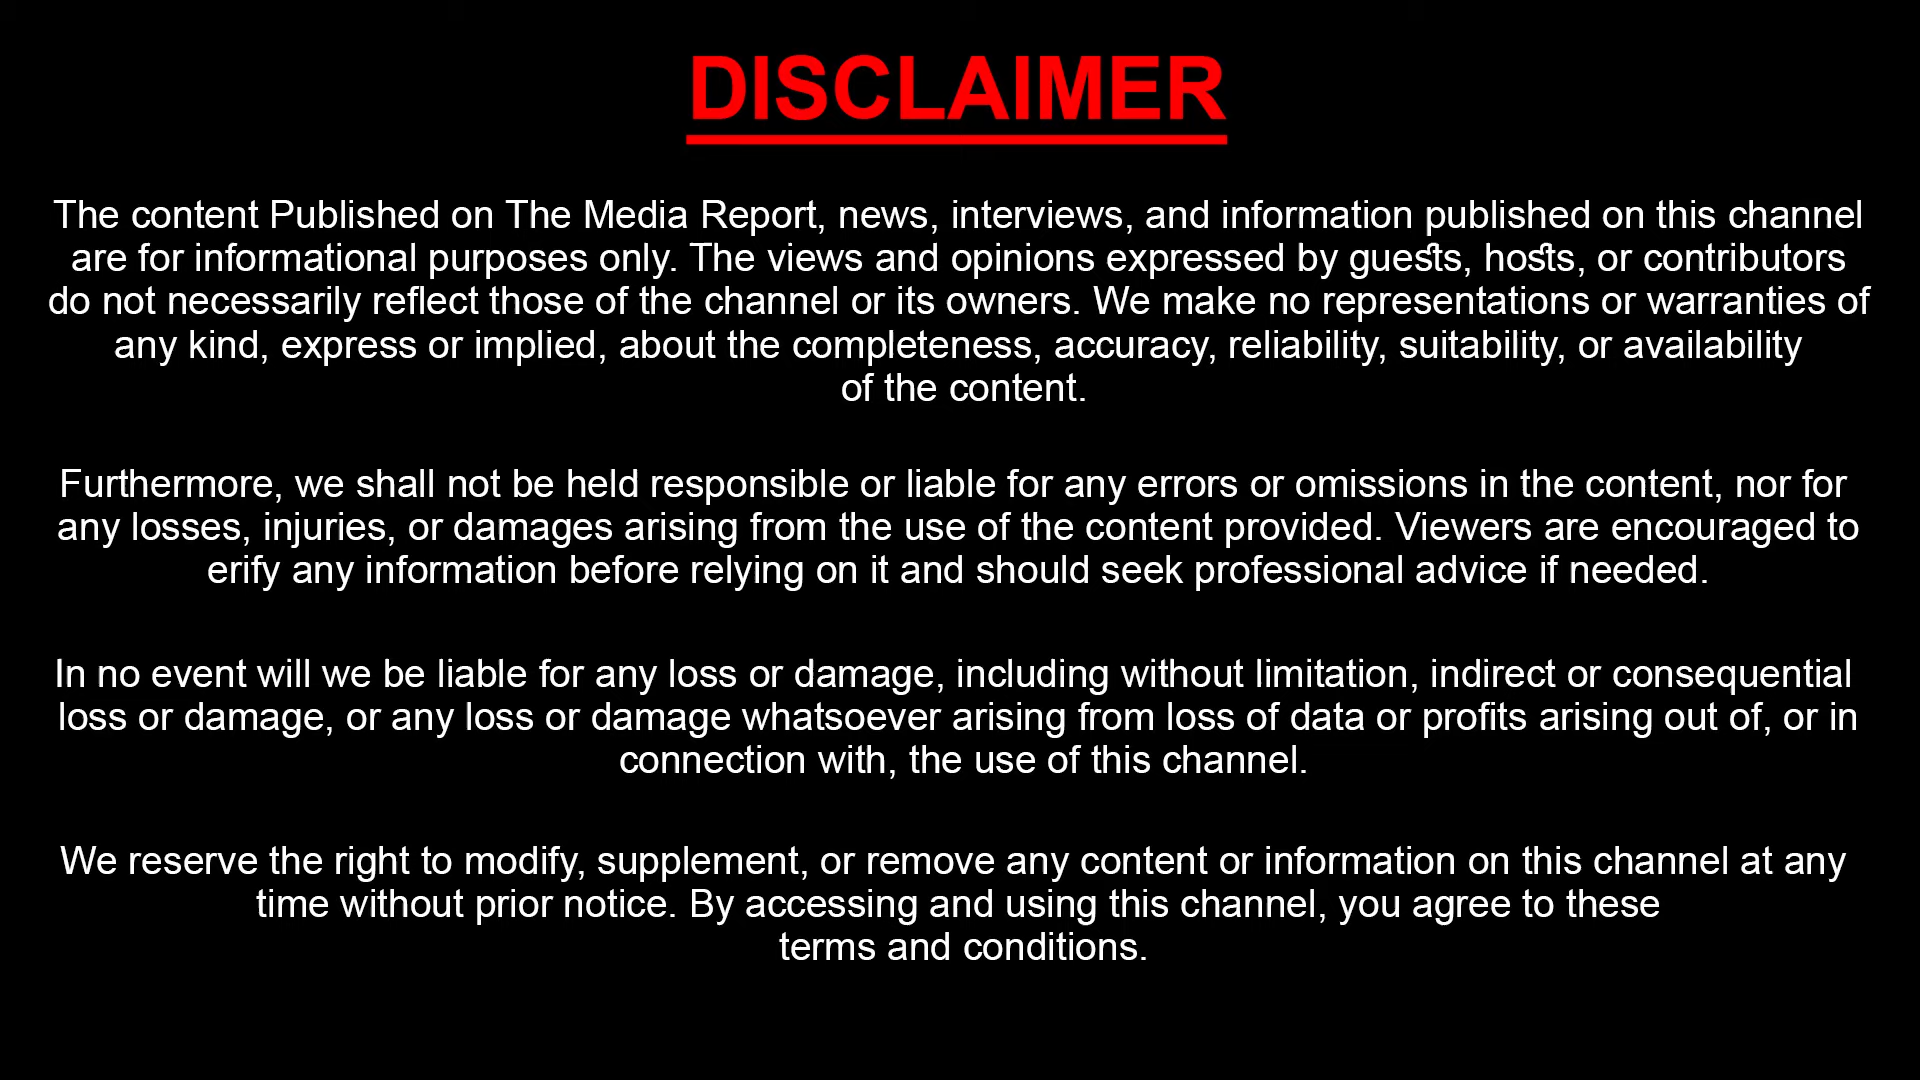 DISCLAIMER
The content Published on The Media Report, news, interviews, and information published on this channel
are for informational purposes only. The views and opinions expressed by guests, hosts, or contributors
do not necessarily reflect those of the channel or its owners. We make no representations or warranties of
any kind, express or implied, about the completeness, accuracy, reliability, suitability, or availability
of the content.
Furthermore, we shall not be held responsible or liable for any errors or omissions in the content, nor for
any losses, injuries, or damages arising from the use of the content provided. Viewers are encouraged to
erify any information before relying on it and should seek professional advice if needed.
In no event will we be liable for any loss or damage, including without limitation, indirect or consequential
loss or damage, or any loss or damage whatsoever arising from loss of data or profits arising out of, or in
connection with, the use of this channel.
We reserve the right to modify, supplement, or remove any content or information on this channel at any
time without prior notice. By accessing and using this channel, you agree to these
terms and conditions.